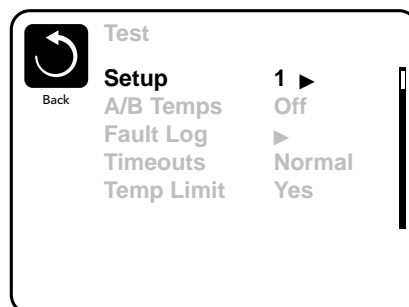 Test
Back
Setup 1 ▶
A/B Temps Off
Fault Log ▶
Timeouts Normal
Temp Limit Yes